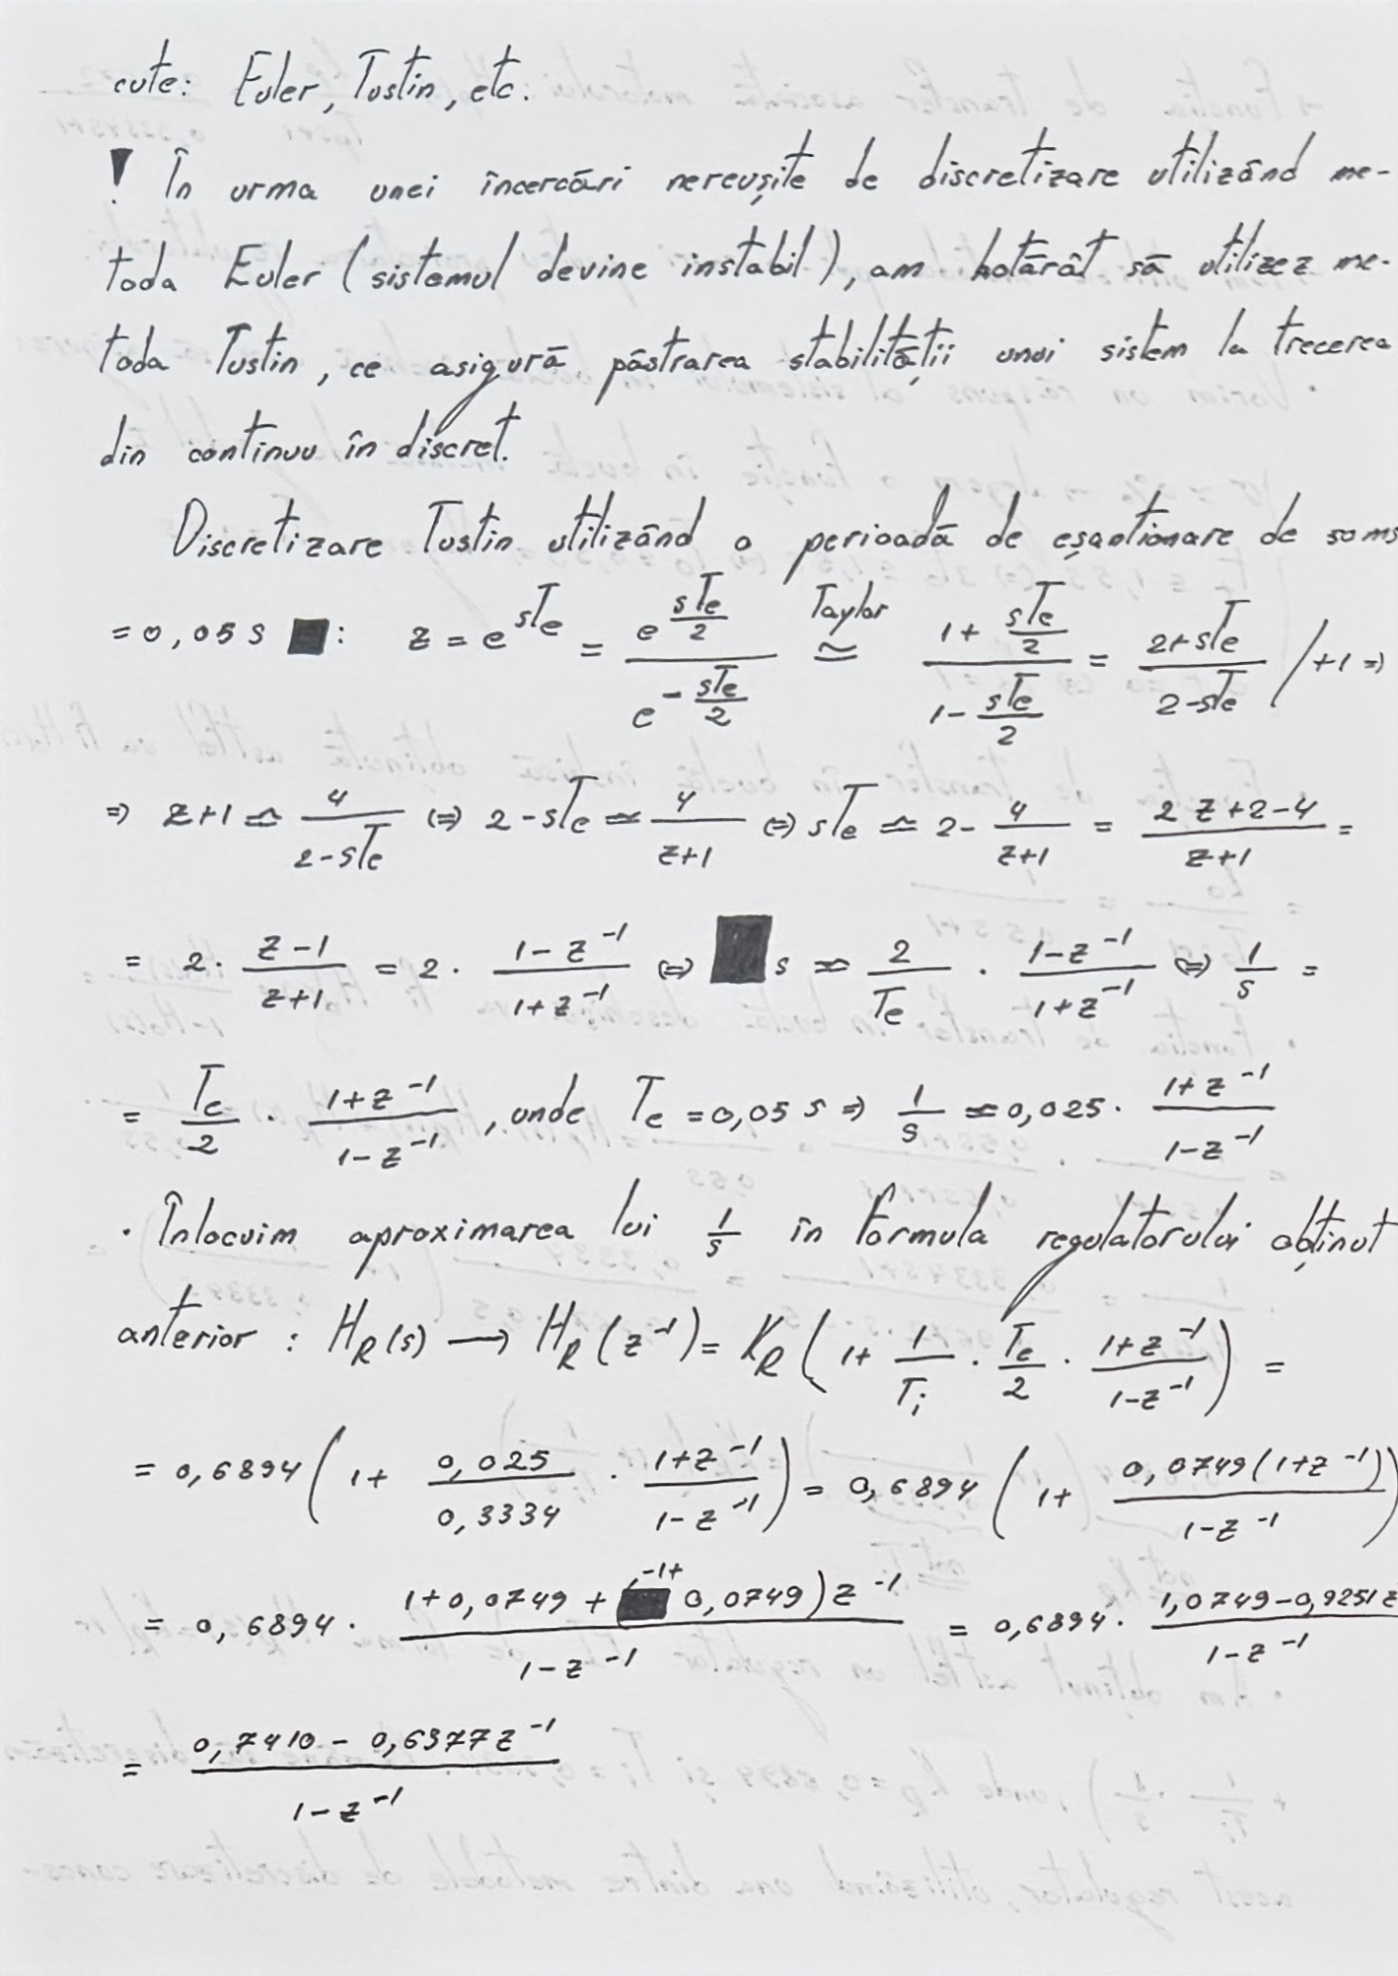 cute: Euler, Tustin, etc.
! În urma unei încercări nereușite de discretizare utilizând me-
toda Euler (sistemul devine instabil), am hotărât să utilizez me-
toda Tustin, ce asigură păstrarea stabilității unui sistem la trecerea
din continuu în discret.
Discretizare Tustin utilizând o perioadă de eșantionare de 50 ms
= 0,05 s : z = e^{sTe} = e^{sTe/2} / e^{-sTe/2} ≃ (Taylor) (1 + sTe/2) / (1 - sTe/2) = (2+sTe) / (2-sTe) / +1 =>
=> z+1 ≃ 4 / (2-sTe) (=) 2-sTe ≃ 4 / (z+1) (=) sTe ≃ 2 - 4 / (z+1) = (2z+2-4) / (z+1) =
= 2 · (z-1) / (z+1) = 2 · (1-z^{-1}) / (1+z^{-1}) (=) s ≃ 2/Te · (1-z^{-1}) / (1+z^{-1}) (=) 1/s =
= Te/2 · (1+z^{-1}) / (1-z^{-1}), unde Te = 0,05 s => 1/s ≃ 0,025 · (1+z^{-1}) / (1-z^{-1})
· Înlocuim aproximarea lui 1/s în formula regulatorului obținut
anterior : H_R(s) → H_R(z^{-1}) = K_R (1 + 1/Ti · Te/2 · (1+z^{-1}) / (1-z^{-1})) =
= 0,6894 (1 + 0,025/0,3334 · (1+z^{-1}) / (1-z^{-1})) = 0,6894 (1 + 0,0749(1+z^{-1}) / (1-z^{-1}))
= 0,6894 · (1+0,0749 + (-1+ 0,0749)z^{-1}) / (1-z^{-1}) = 0,6894 · (1,0749-0,9251z / (1-z^{-1})
= (0,7410 - 0,6377z^{-1}) / (1-z^{-1})